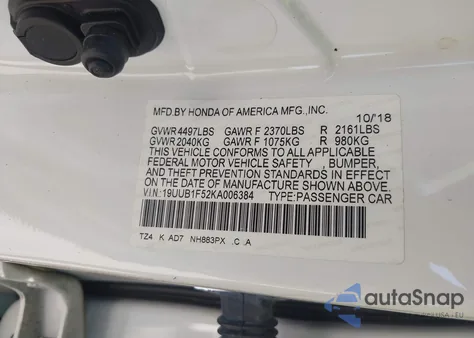 MFD.BY HONDA OF AMERICA MFG.,INC. 10/18
GVWR 4497LBS GAWR F 2370LBS R 2161LBS
GVWR 2040KG GAWR F 1075KG R 980KG
THIS VEHICLE CONFORMS TO ALL APPLICABLE
FEDERAL MOTOR VEHICLE SAFETY , BUMPER,
AND THEFT PREVENTION STANDARDS IN EFFECT
ON THE DATE OF MANUFACTURE SHOWN ABOVE.
V.I.N: 19UUB1F52KA006384 TYPE:PASSENGER CAR
TZ4 K AD7 NH883PX .C .A
autoSnap